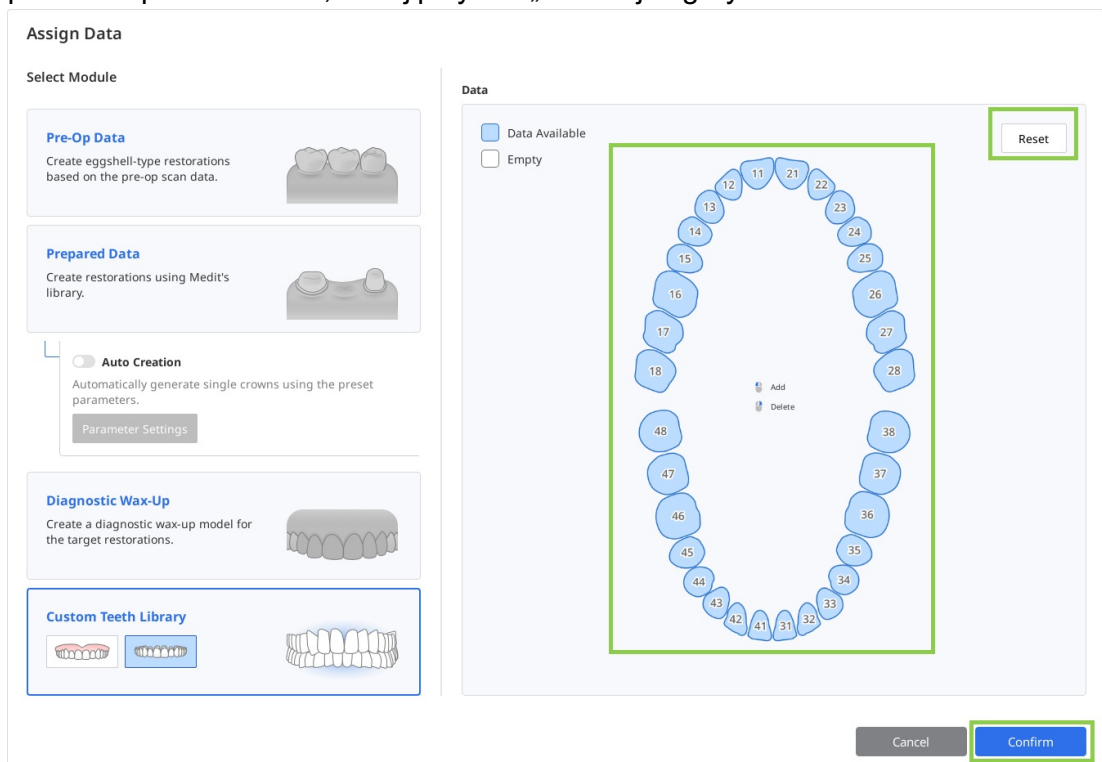 Assign Data
Select Module
Pre-Op Data
Create eggshell-type restorations
based on the pre-op scan data.
Prepared Data
Create restorations using Medit's
library.
Auto Creation
Automatically generate single crowns using the preset
parameters.
Parameter Settings
Diagnostic Wax-Up
Create a diagnostic wax-up model for
the target restorations.
Custom Teeth Library
Data
Data Available
Empty
Reset
11 21
12 22
13 23
14 24
15 25
16 26
17 27
18 28
Add
Delete
48 38
47 37
46 36
45 35
44 34
43 33
42 41 31 32
Cancel
Confirm